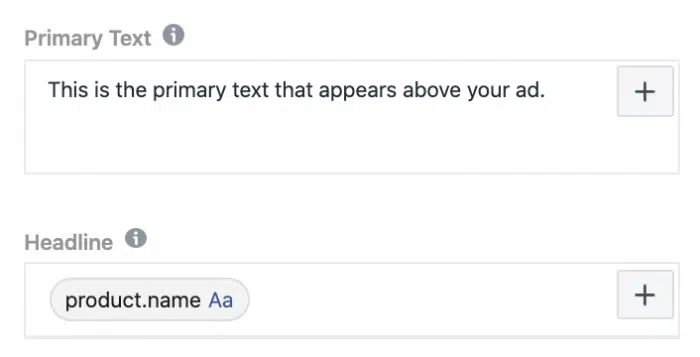 Primary Text
This is the primary text that appears above your ad.
+
Headline
product.name Aa
+